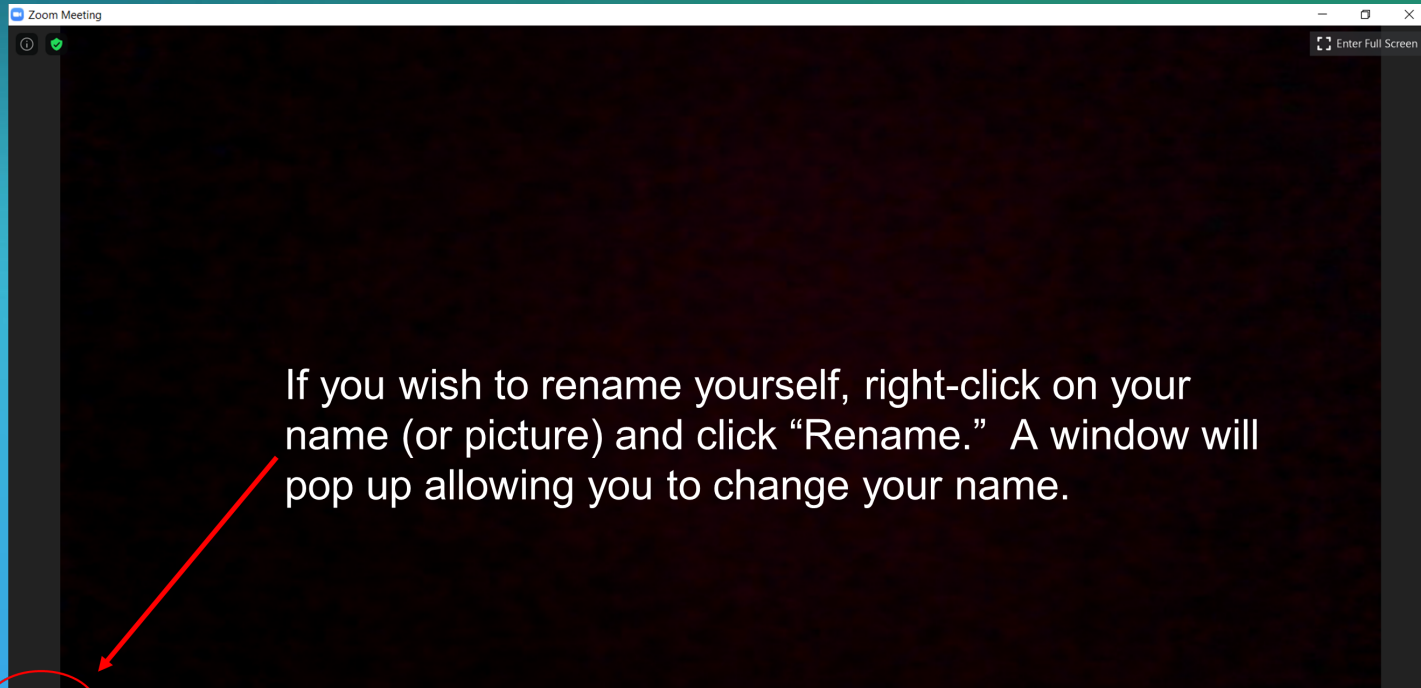 Zoom Meeting
Enter Full Screen
If you wish to rename yourself, right-click on your
name (or picture) and click “Rename.”  A window will
pop up allowing you to change your name.